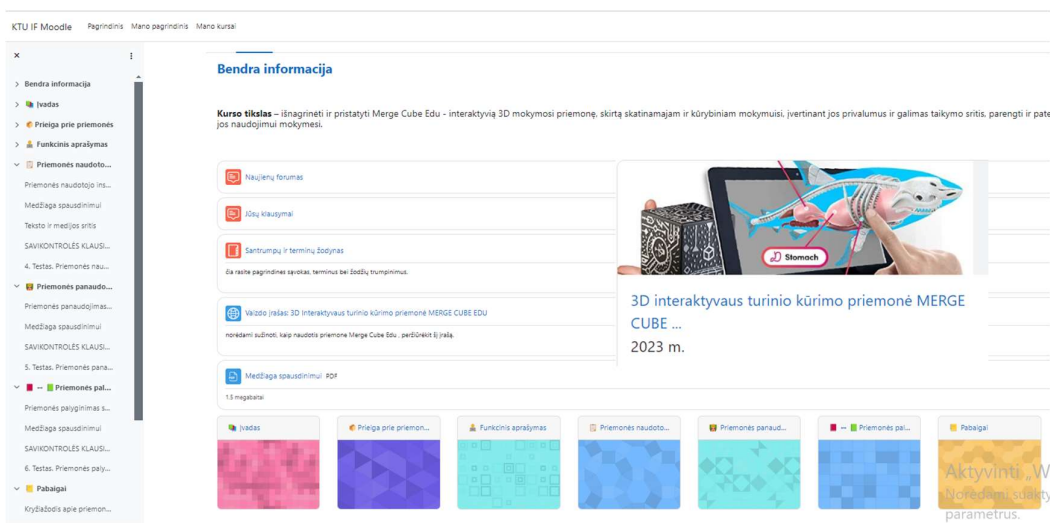 KTU IF Moodle Pagrindinis Mano pagrindinis Mano kursai
Bendra informacija
Įvadas
Prieiga prie priemonės
Funkcinis aprašymas
Priemonės naudoto...
Priemonės naudotojo ins...
Medžiaga spausdinimui
Teksto ir medijos sritis
SAVIKONTROLĖS KLAUSI...
4. Testas. Priemonės nau...
Priemonės panaudo...
Priemonės panaudojimas...
Medžiaga spausdinimui
SAVIKONTROLĖS KLAUSI...
5. Testas. Priemonės pana...
Priemonės pal...
Priemonės palyginimas s...
Medžiaga spausdinimui
SAVIKONTROLĖS KLAUSI...
6. Testas. Priemonės paly...
Pabaigai
Kryžiažodis apie priemon...
Bendra informacija
Kurso tikslas – išnagrinėti ir pristatyti Merge Cube Edu - interaktyvią 3D mokymosi priemonę, skirtą skatinamajam ir kūrybiniam mokymuisi, įvertinant jos privalumus ir galimas taikymo sritis, parengti ir pate
jos naudojimui mokymesi.
Naujienų forumas
Jūsų klausymai
Santrumpų ir terminų žodynas
čia rasite pagrindines sąvokas, terminus bei žodžių trumpinimus.
Vaizdo įrašas: 3D Interaktyvaus turinio kūrimo priemonė MERGE CUBE EDU
norėdami sužinoti, kaip naudotis priemone Merge Cube Edu , peržiūrėkit šį įrašą.
Medžiaga spausdinimui PDF
1.5 megabaitai
Stomach
3D interaktyvaus turinio kūrimo priemonė MERGE
CUBE ...
2023 m.
Įvadas
Prieiga prie priemon...
Funkcinis aprašymas
Priemonės naudoto...
Priemonės panaud...
Priemonės pal...
Pabaigai
Aktyvinti „W
Norėdami suakty
parametrus.